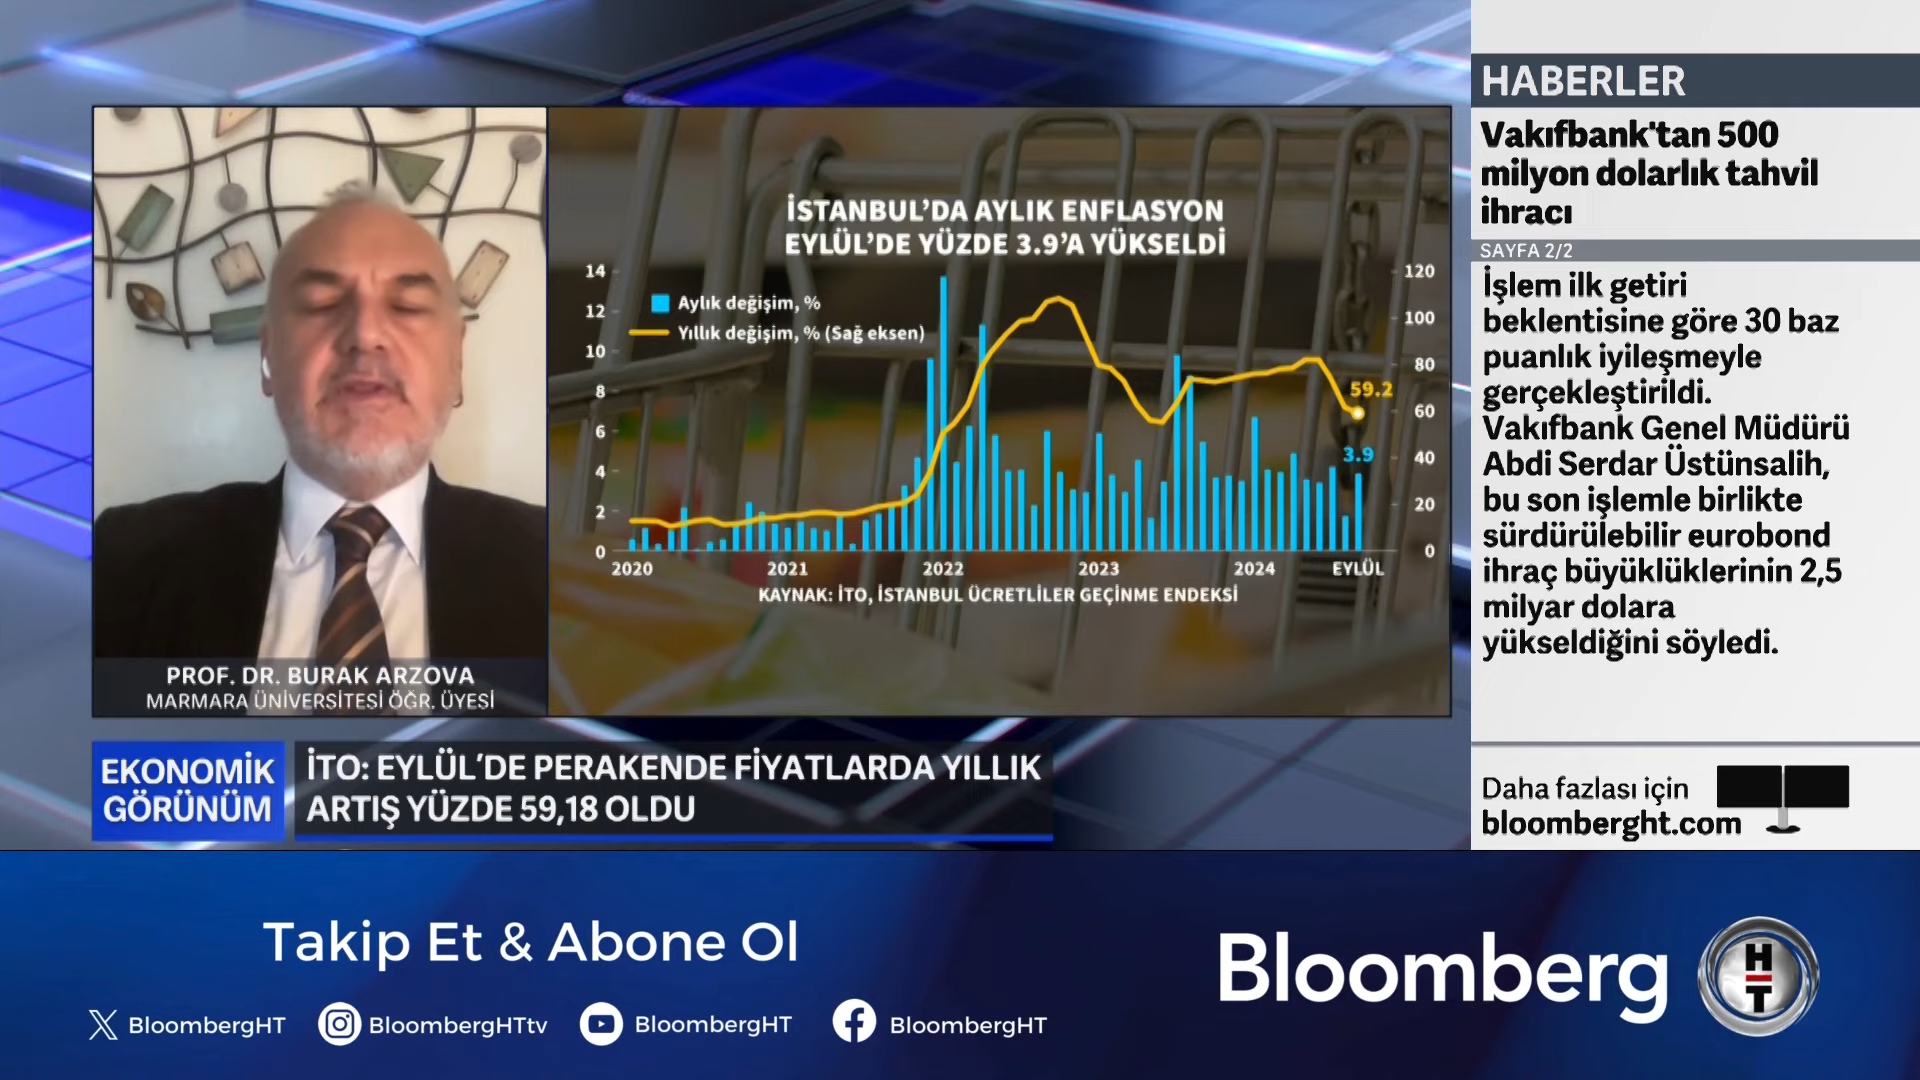 İSTANBUL'DA AYLIK ENFLASYON
EYLÜL'DE YÜZDE 3.9'A YÜKSELDİ
14
12
10
8
6
4
2
0
Aylık değişim, %
Yıllık değişim, % (Sağ eksen)
120
100
80
60
40
20
0
59.2
3.9
2020
2021
2022
2023
2024
EYLÜL
KAYNAK: İTO, İSTANBUL ÜCRETLİLER GEÇİNME ENDEKSİ
PROF. DR. BURAK ARZOVA
MARMARA ÜNİVERSİTESİ ÖĞR. ÜYESİ
EKONOMİK
GÖRÜNÜM
İTO: EYLÜL'DE PERAKENDE FİYATLARDA YILLIK
ARTIŞ YÜZDE 59,18 OLDU
HABERLER
Vakıfbank'tan 500
milyon dolarlık tahvil
ihracı
SAYFA 2/2
İşlem ilk getiri
beklentisine göre 30 baz
puanlık iyileşmeyle
gerçekleştirildi.
Vakıfbank Genel Müdürü
Abdi Serdar Üstünsalih,
bu son işlemle birlikte
sürdürülebilir eurobond
ihraç büyüklüklerinin 2,5
milyar dolara
yükseldiğini söyledi.
Daha fazlası için
bloomberght.com
Takip Et & Abone Ol
BloombergHT
BloombergHTtv
BloombergHT
BloombergHT
Bloomberg
H
T